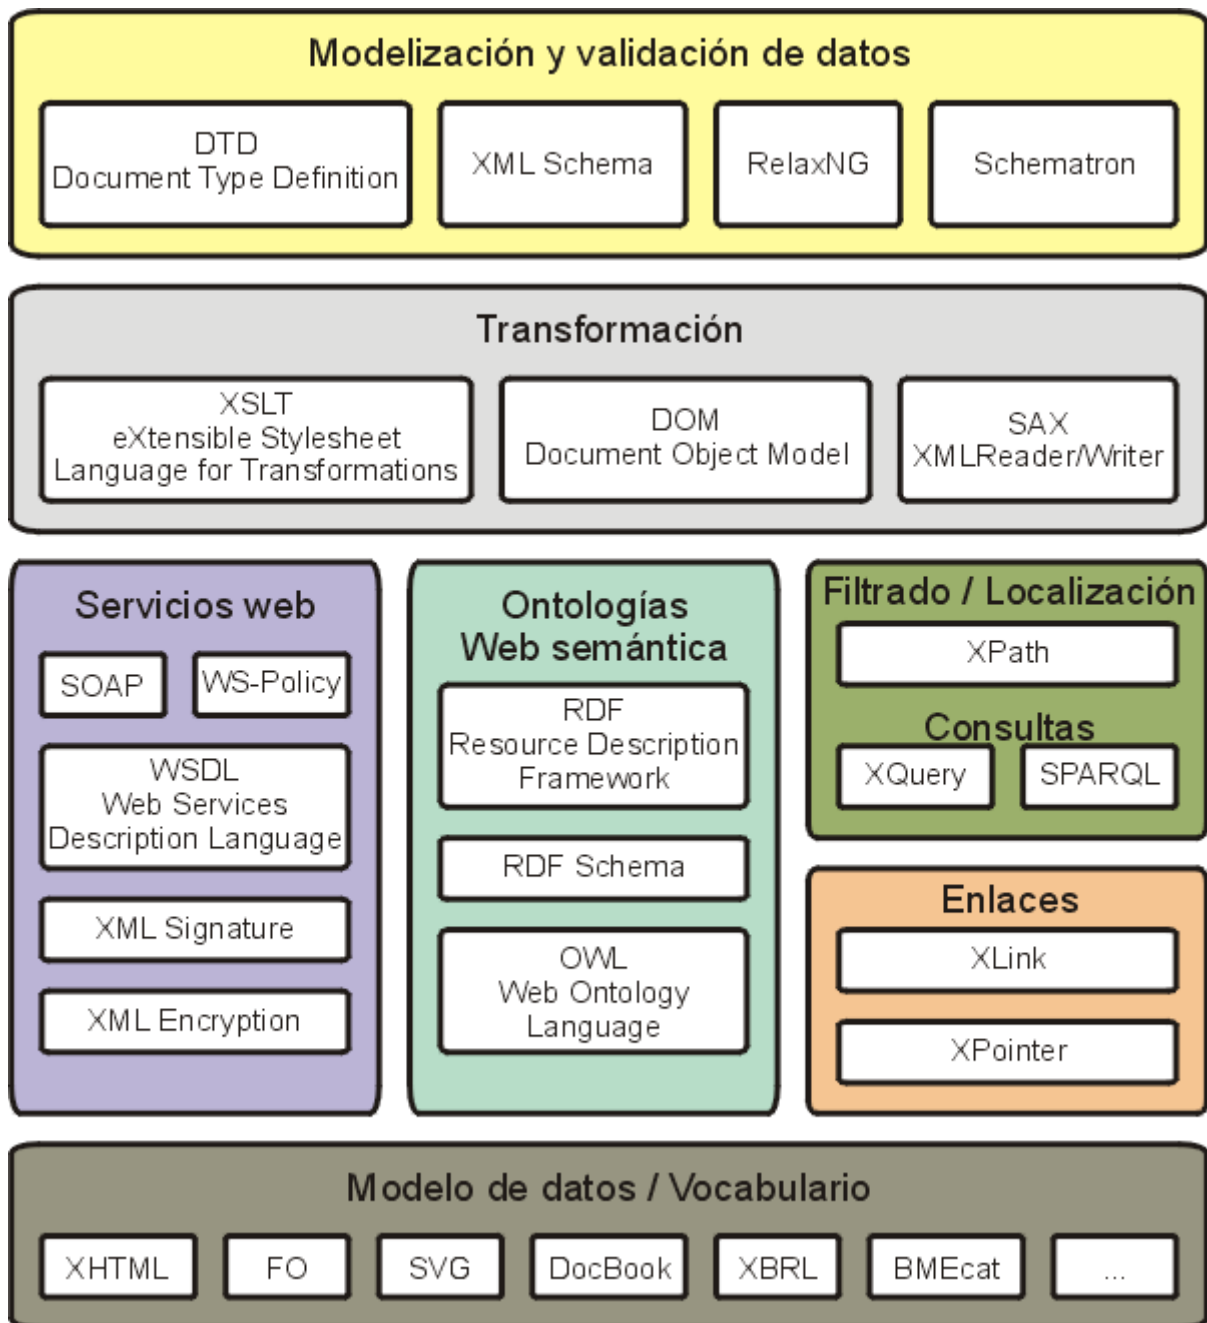 Modelización y validación de datos
DTD
Document Type Definition
XML Schema
RelaxNG
Schematron
Transformación
XSLT
eXtensible Stylesheet
Language for Transformations
DOM
Document Object Model
SAX
XMLReader/Writer
Servicios web
SOAP
WS-Policy
WSDL
Web Services
Description Language
XML Signature
XML Encryption
Ontologías
Web semántica
RDF
Resource Description
Framework
RDF Schema
OWL
Web Ontology
Language
Filtrado / Localización
XPath
Consultas
XQuery
SPARQL
Enlaces
XLink
XPointer
Modelo de datos / Vocabulario
XHTML
FO
SVG
DocBook
XBRL
BMEcat
...